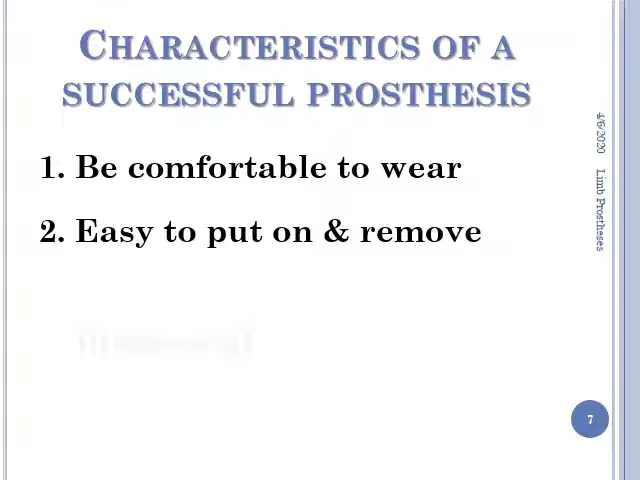 CHARACTERISTICS OF A
SUCCESSFUL PROSTHESIS
1. Be comfortable to wear
2. Easy to put on & remove
4/6/2020 Limb Prostheses
7